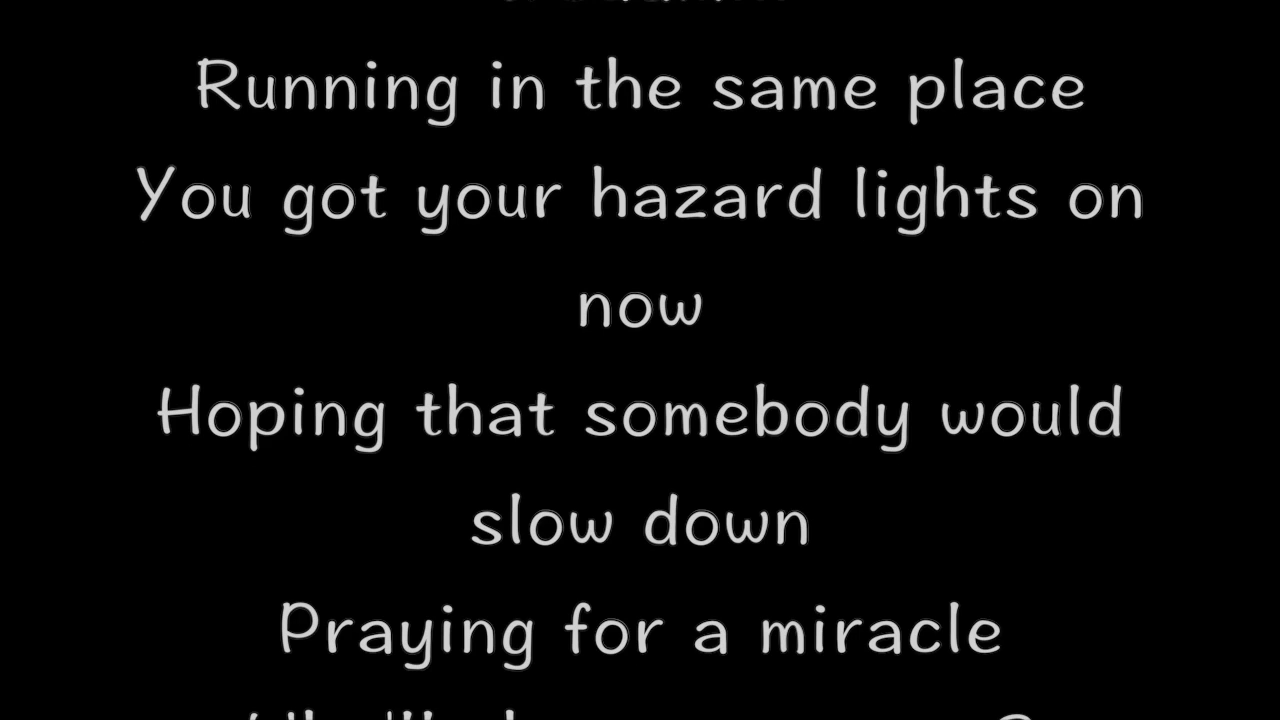 Running in the same place
You got your hazard lights on
now
Hoping that somebody would
slow down
Praying for a miracle